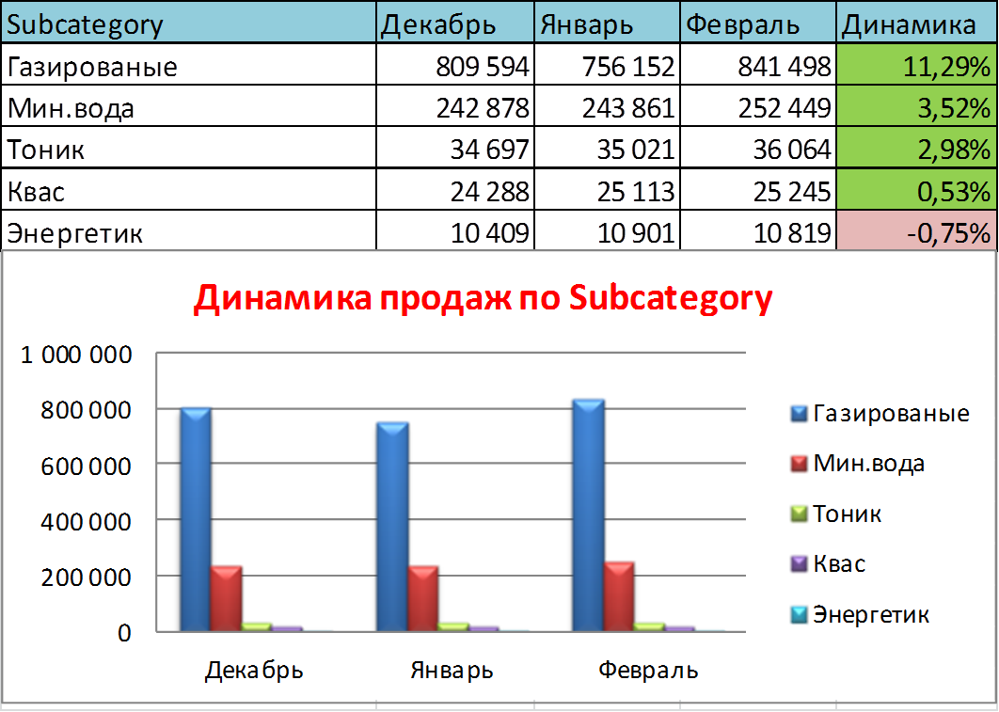 Subcategory Декабрь Январь Февраль Динамика
Газированые 809 594 756 152 841 498 11,29%
Мин.вода 242 878 243 861 252 449 3,52%
Тоник 34 697 35 021 36 064 2,98%
Квас 24 288 25 113 25 245 0,53%
Энергетик 10 409 10 901 10 819 -0,75%
Динамика продаж по Subcategory
1 000 000
800 000
600 000
400 000
200 000
0
Декабрь Январь Февраль
Газированые
Мин.вода
Тоник
Квас
Энергетик